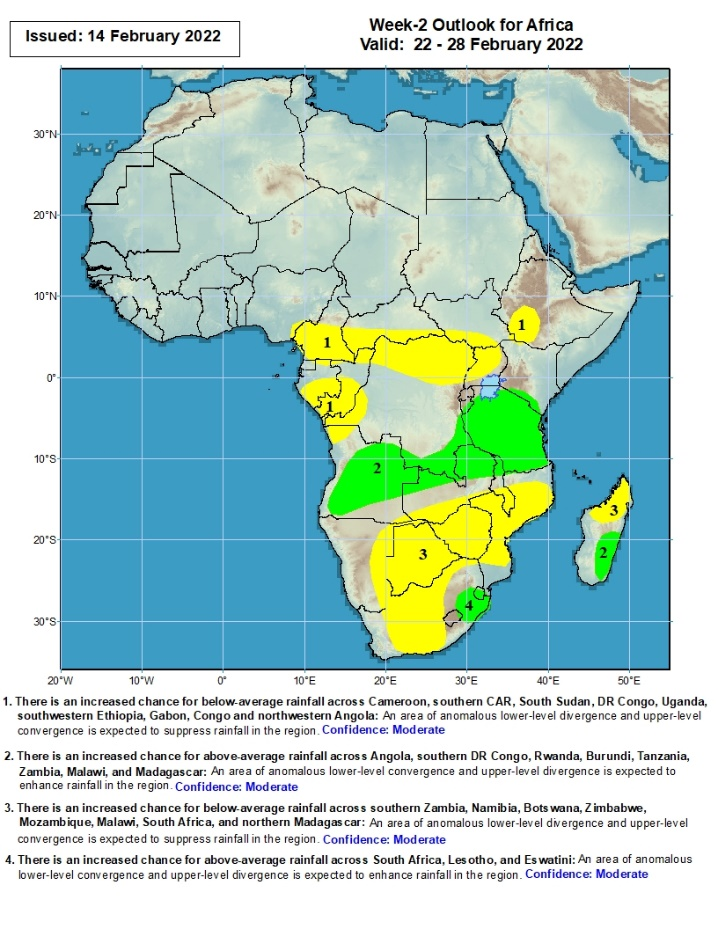 Issued: 14 February 2022
Week-2 Outlook for Africa
Valid: 22 - 28 February 2022
30°N
20°N
10°N
0°
10°S
20°S
30°S
1
1
1
2
3
3
2
4
20°W
10°W
0°
10°E
20°E
30°E
40°E
50°E
1. There is an increased chance for below-average rainfall across Cameroon, southern CAR, South Sudan, DR Congo, Uganda,
southwestern Ethiopia, Gabon, Congo and northwestern Angola: An area of anomalous lower-level divergence and upper-level
convergence is expected to suppress rainfall in the region. Confidence: Moderate
2. There is an increased chance for above-average rainfall across Angola, southern DR Congo, Rwanda, Burundi, Tanzania,
Zambia, Malawi, and Madagascar: An area of anomalous lower-level convergence and upper-level divergence is expected to
enhance rainfall in the region. Confidence: Moderate
3. There is an increased chance for below-average rainfall across southern Zambia, Namibia, Botswana, Zimbabwe,
Mozambique, Malawi, South Africa, and northern Madagascar: An area of anomalous lower-level divergence and upper-level
convergence is expected to suppress rainfall in the region. Confidence: Moderate
4. There is an increased chance for above-average rainfall across South Africa, Lesotho, and Eswatini: An area of anomalous
lower-level convergence and upper-level divergence is expected to enhance rainfall in the region. Confidence: Moderate